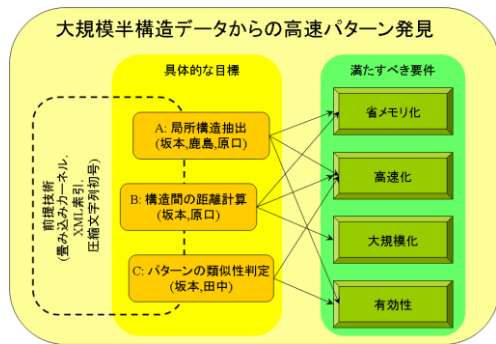 大規模半構造データからの高速パターン発見
具体的な目標
満たすべき要件
前提技術
(畳み込みカーネル,
XML索引,
圧縮文字列初号)
A: 局所構造抽出
(坂本,鹿島,原口)
B: 構造間の距離計算
(坂本,原口)
C: パターンの類似性判定
(坂本,田中)
省メモリ化
高速化
大規模化
有効性